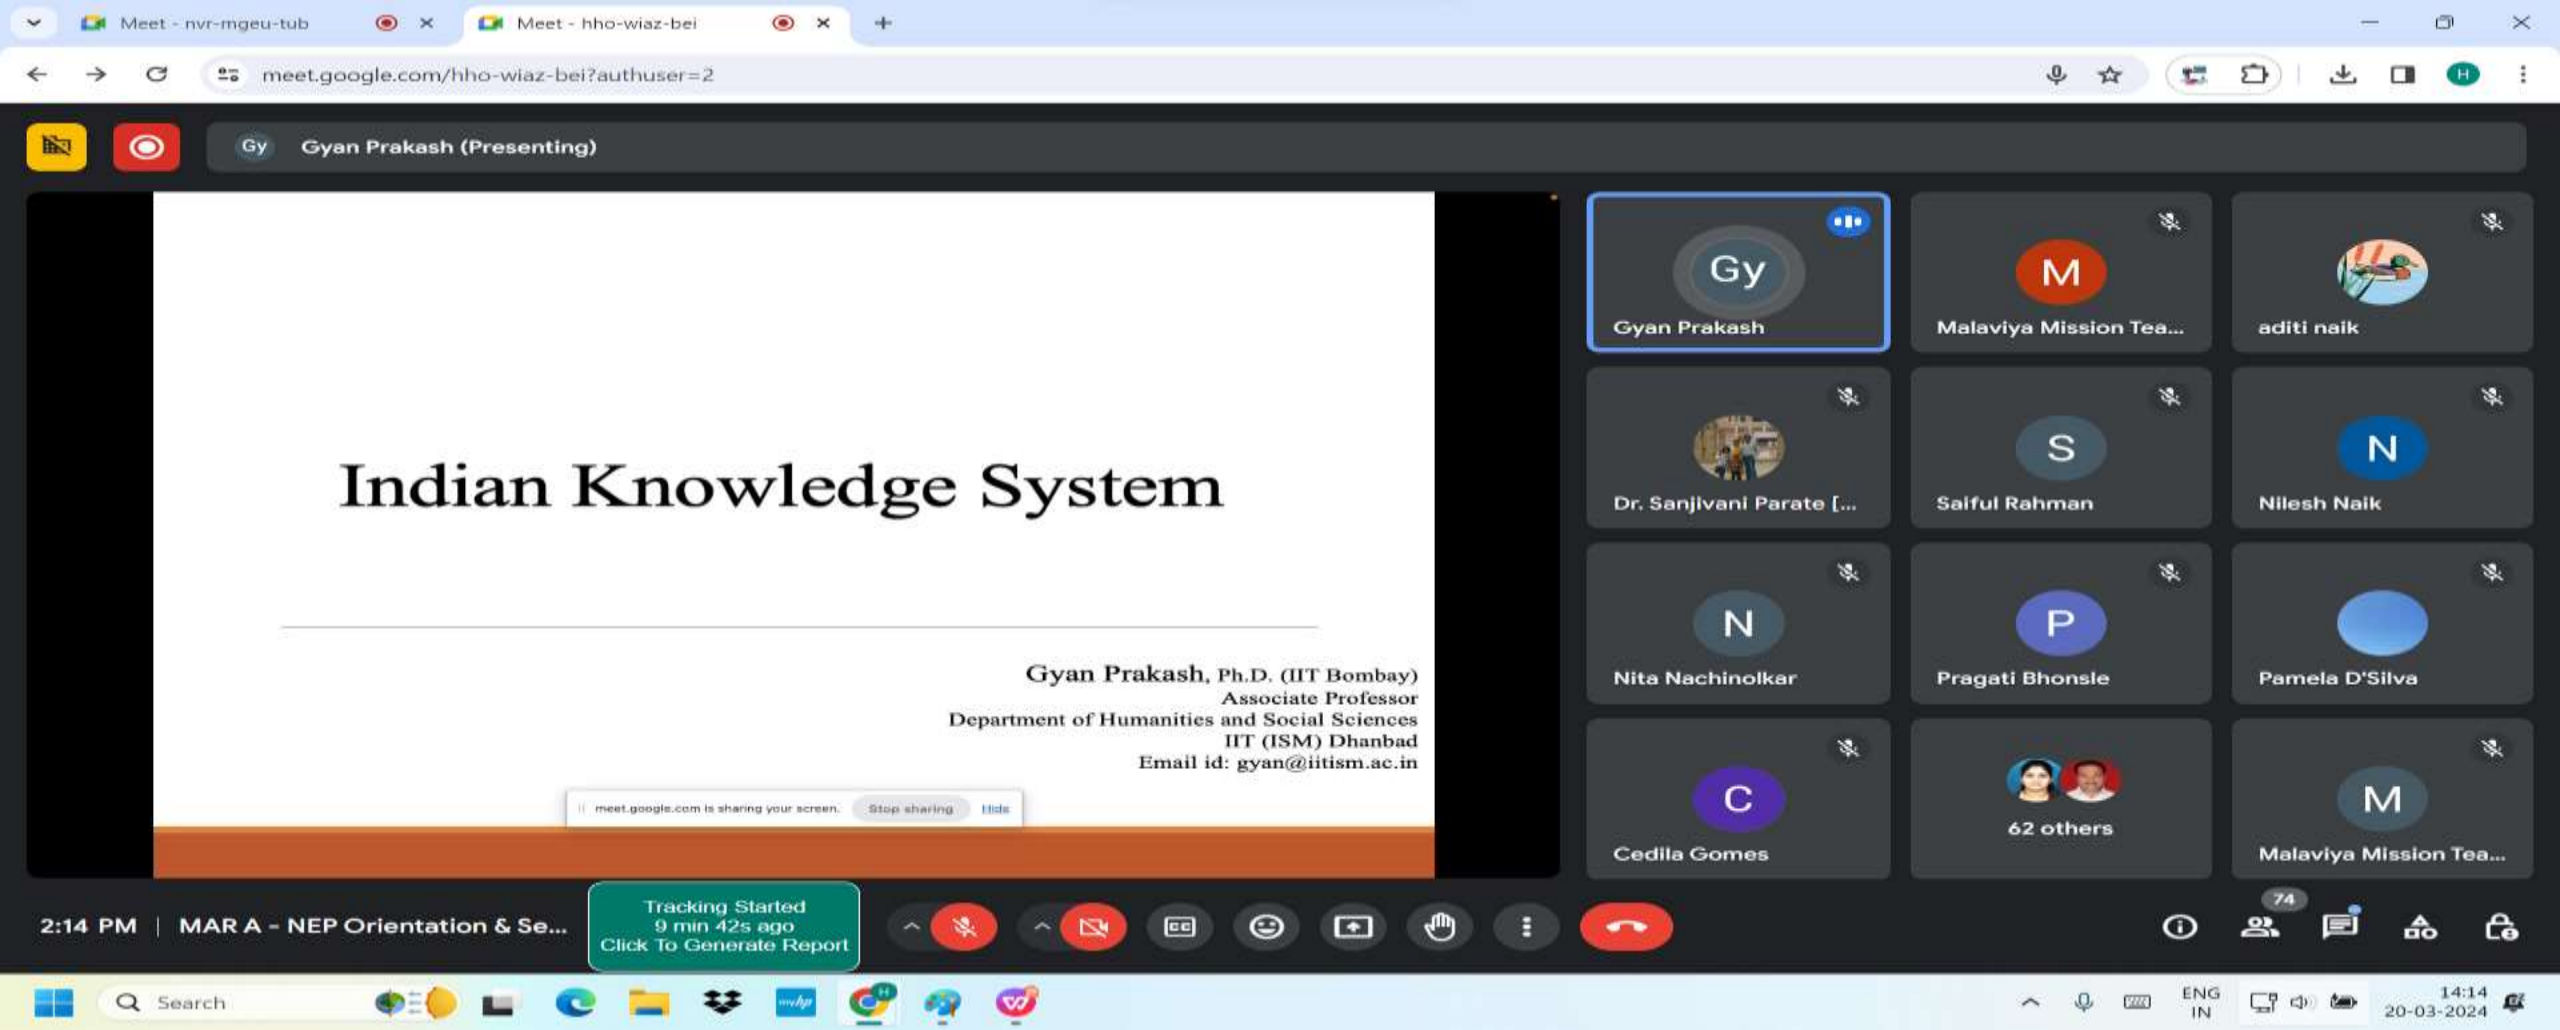 Meet - nvr-mgeu-tub
Meet - hho-wiaz-bei
meet.google.com/hho-wiaz-bei?authuser=2
H
Gy
Gyan Prakash (Presenting)
Indian Knowledge System
Gyan Prakash, Ph.D. (IIT Bombay)
Associate Professor
Department of Humanities and Social Sciences
IIT (ISM) Dhanbad
Email id: gyan@iitism.ac.in
meet.google.com is sharing your screen.
Stop sharing
Hide
Gy
Gyan Prakash
M
Malaviya Mission Tea...
aditi naik
Dr. Sanjivani Parate [...
S
Saiful Rahman
N
Nilesh Naik
N
Nita Nachinolkar
P
Pragati Bhonsle
Pamela D'Silva
C
Cedila Gomes
62 others
M
Malaviya Mission Tea...
2:14 PM | MAR A - NEP Orientation & Se...
Tracking Started
9 min 42s ago
Click To Generate Report
CC
74
Search
myhp
H
ENG
IN
14:14
20-03-2024